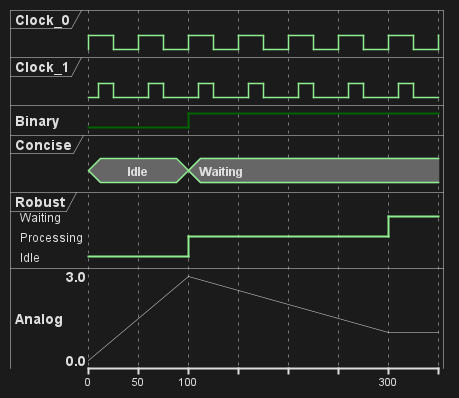 Clock_0
Clock_1
Binary
Concise
Idle
Waiting
Robust
Waiting
Processing
Idle
3.0
Analog
0.0
0 50 100 300